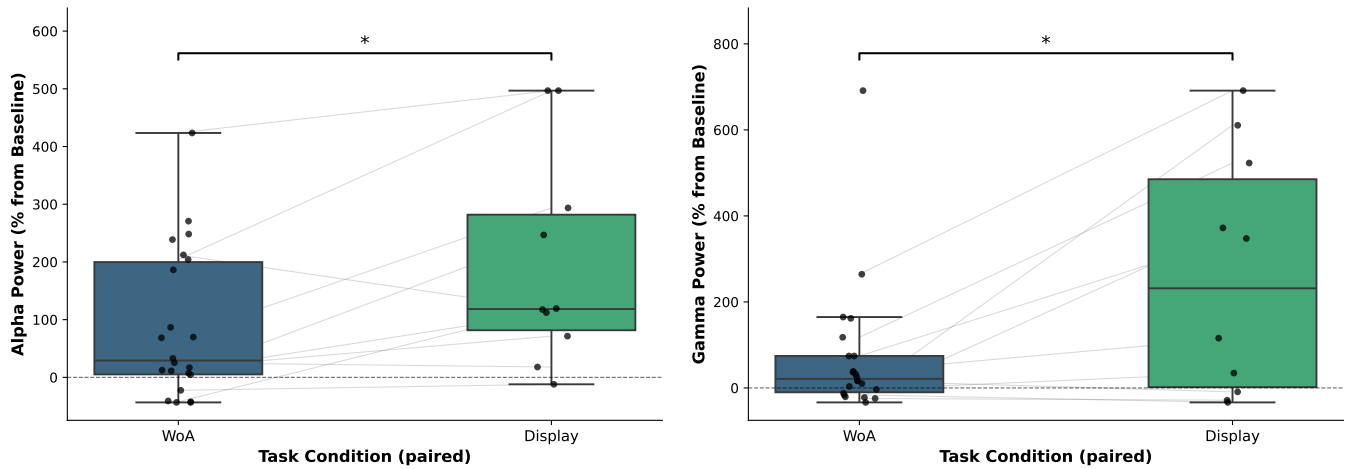 Alpha Power (% from Baseline)
600
500
400
300
200
100
0
*
WoA
Display
Task Condition (paired)
Gamma Power (% from Baseline)
800
600
400
200
0
*
WoA
Display
Task Condition (paired)